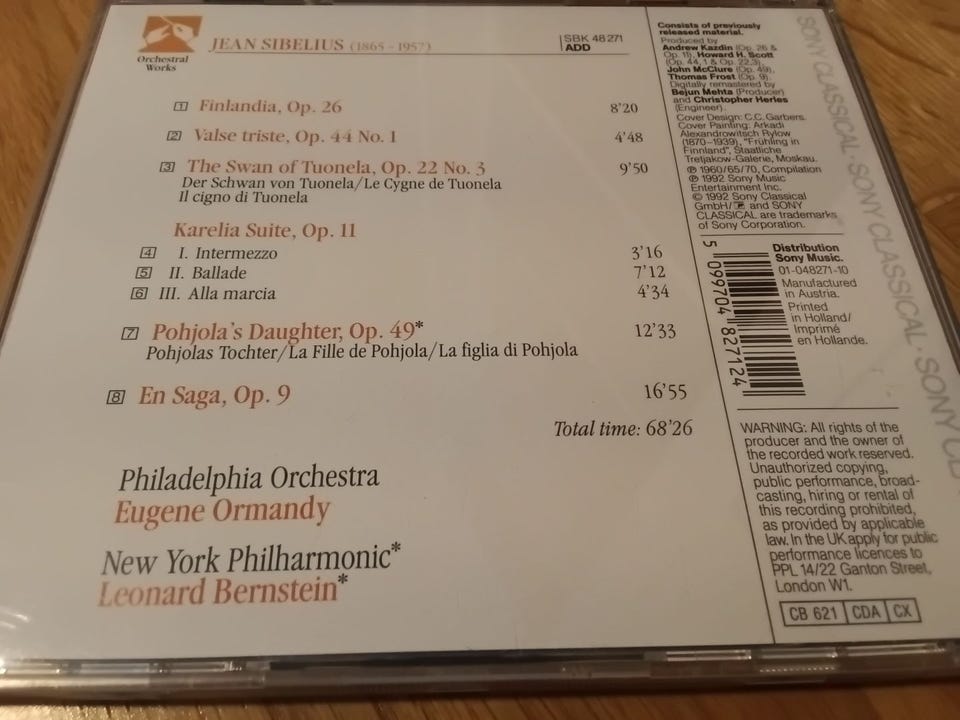 Orchestral
Works
JEAN SIBELIUS (1865 - 1957)
SBK 48271
ADD
1 Finlandia, Op. 26 8'20
2 Valse triste, Op. 44 No. 1 4'48
3 The Swan of Tuonela, Op. 22 No. 3 9'50
Der Schwan von Tuonela/Le Cygne de Tuonela
Il cigno di Tuonela
Karelia Suite, Op. 11
4 I. Intermezzo 3'16
5 II. Ballade 7'12
6 III. Alla marcia 4'34
7 Pohjola's Daughter, Op. 49* 12'33
Pohjolas Tochter/La Fille de Pohjola/La figlia di Pohjola
8 En Saga, Op. 9 16'55
Total time: 68'26
Philadelphia Orchestra
Eugene Ormandy
New York Philharmonic*
Leonard Bernstein*
Consists of previously
released material.
Produced by
Andrew Kazdin (Op. 26 &
Op. 11), Howard H. Scott
(Op. 44,1 & Op. 22,3),
John McClure (Op. 49),
Thomas Frost (Op. 9).
Digitally remastered by
Bejun Mehta (Producer)
and Christopher Herles
(Engineer).
Cover Design: C.C. Garbers.
Cover Painting: Arkadi
Alexandrowitsch Rylow
(1870–1939), "Frühling in
Finnland", Staatliche
Tretjakow-Galerie, Moskau.
℗ 1960/65/70, Compilation
℗ 1992 Sony Music
Entertainment Inc.
© 1992 Sony Classical
GmbH/ and SONY
CLASSICAL are trademarks
of Sony Corporation.
5 099704 827124
Distribution
Sony Music.
01-048271-10
Manufactured
in Austria.
Printed
in Holland/
Imprimé
en Hollande.
WARNING: All rights of the
producer and the owner of
the recorded work reserved.
Unauthorized copying,
public performance, broad-
casting, hiring or rental of
this recording prohibited,
as provided by applicable
law. In the UK apply for public
performance licences to
PPL 14/22 Ganton Street,
London W1.
CB 621 CDA CX
SONY CLASSICAL · SONY CLASSICAL · SONY CL